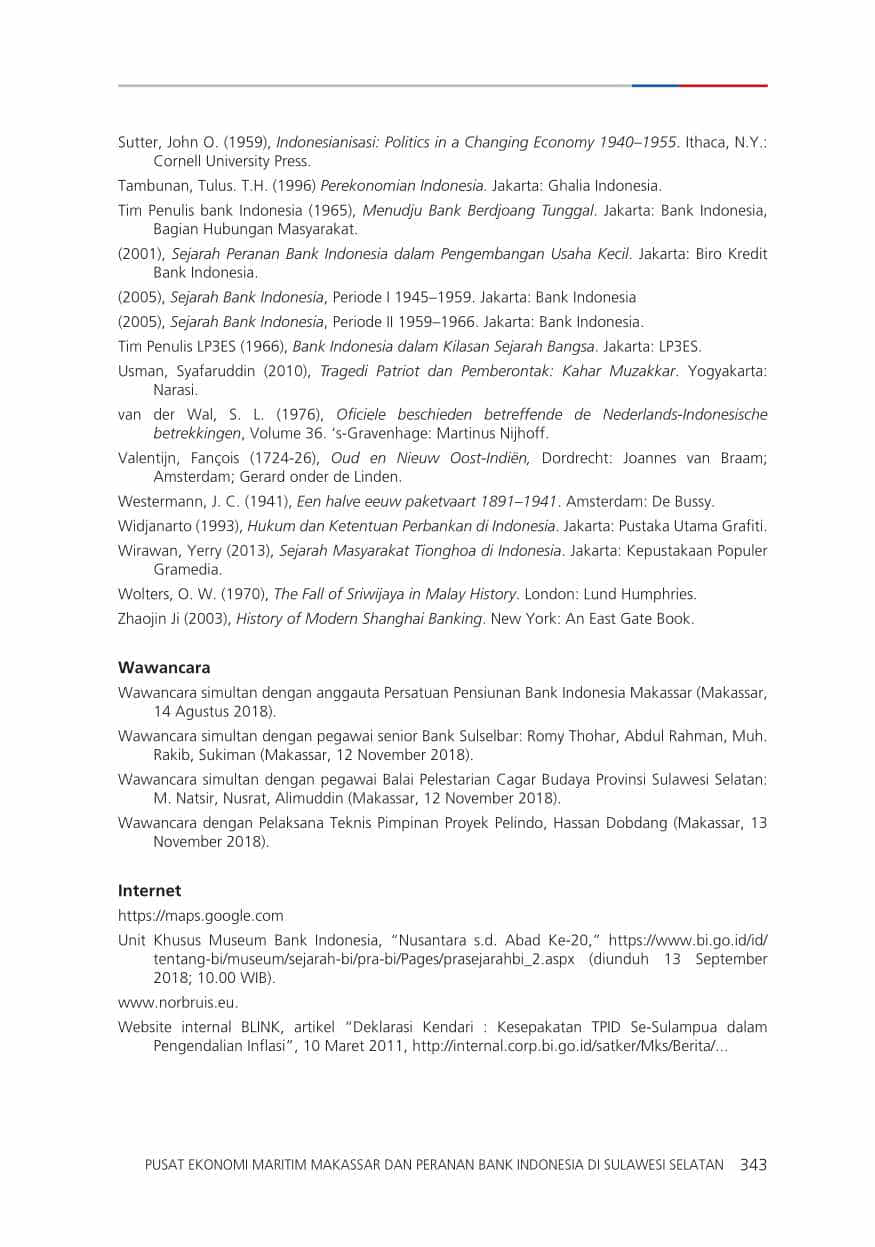 Sutter, John O. (1959), Indonesianisasi: Politics in a Changing Economy 1940–1955. Ithaca, N.Y.:
Cornell University Press.
Tambunan, Tulus. T.H. (1996) Perekonomian Indonesia. Jakarta: Ghalia Indonesia.
Tim Penulis bank Indonesia (1965), Menudju Bank Berdjoang Tunggal. Jakarta: Bank Indonesia,
Bagian Hubungan Masyarakat.
(2001), Sejarah Peranan Bank Indonesia dalam Pengembangan Usaha Kecil. Jakarta: Biro Kredit
Bank Indonesia.
(2005), Sejarah Bank Indonesia, Periode I 1945–1959. Jakarta: Bank Indonesia
(2005), Sejarah Bank Indonesia, Periode II 1959–1966. Jakarta: Bank Indonesia.
Tim Penulis LP3ES (1966), Bank Indonesia dalam Kilasan Sejarah Bangsa. Jakarta: LP3ES.
Usman, Syafaruddin (2010), Tragedi Patriot dan Pemberontak: Kahar Muzakkar. Yogyakarta:
Narasi.
van der Wal, S. L. (1976), Oficiele beschieden betreffende de Nederlands-Indonesische
betrekkingen, Volume 36. ‘s-Gravenhage: Martinus Nijhoff.
Valentijn, Fançois (1724-26), Oud en Nieuw Oost-Indiën, Dordrecht: Joannes van Braam;
Amsterdam; Gerard onder de Linden.
Westermann, J. C. (1941), Een halve eeuw paketvaart 1891–1941. Amsterdam: De Bussy.
Widjanarto (1993), Hukum dan Ketentuan Perbankan di Indonesia. Jakarta: Pustaka Utama Grafiti.
Wirawan, Yerry (2013), Sejarah Masyarakat Tionghoa di Indonesia. Jakarta: Kepustakaan Populer
Gramedia.
Wolters, O. W. (1970), The Fall of Sriwijaya in Malay History. London: Lund Humphries.
Zhaojin Ji (2003), History of Modern Shanghai Banking. New York: An East Gate Book.
Wawancara
Wawancara simultan dengan anggauta Persatuan Pensiunan Bank Indonesia Makassar (Makassar,
14 Agustus 2018).
Wawancara simultan dengan pegawai senior Bank Sulselbar: Romy Thohar, Abdul Rahman, Muh.
Rakib, Sukiman (Makassar, 12 November 2018).
Wawancara simultan dengan pegawai Balai Pelestarian Cagar Budaya Provinsi Sulawesi Selatan:
M. Natsir, Nusrat, Alimuddin (Makassar, 12 November 2018).
Wawancara dengan Pelaksana Teknis Pimpinan Proyek Pelindo, Hassan Dobdang (Makassar, 13
November 2018).
Internet
https://maps.google.com
Unit Khusus Museum Bank Indonesia, “Nusantara s.d. Abad Ke-20,” https://www.bi.go.id/id/
tentang-bi/museum/sejarah-bi/pra-bi/Pages/prasejarahbi_2.aspx (diunduh 13 September
2018; 10.00 WIB).
www.norbruis.eu.
Website internal BLINK, artikel “Deklarasi Kendari : Kesepakatan TPID Se-Sulampua dalam
Pengendalian Inflasi”, 10 Maret 2011, http://internal.corp.bi.go.id/satker/Mks/Berita/...
PUSAT EKONOMI MARITIM MAKASSAR DAN PERANAN BANK INDONESIA DI SULAWESI SELATAN 343